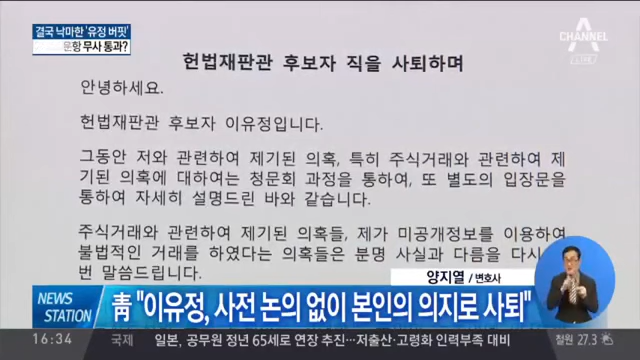 결국 낙마한 '유정 버핏'
운항 무사 통과?
LIVE
헌법재판관 후보자 직을 사퇴하며
안녕하세요.
헌법재판관 후보자 이유정입니다.
그동안 저와 관련하여 제기된 의혹, 특히 주식거래와 관련하여 제
기된 의혹에 대하여는 청문회 과정을 통하여, 또 별도의 입장문을
통하여 자세히 설명드린 바와 같습니다.
주식거래와 관련하여 제기된 의혹들, 제가 미공개정보를 이용하여
불법적인 거래를 하였다는 의혹들은 분명 사실과 다름을 다시
번 말씀드립니다.
양지열 / 변호사
NEWS
STATION
靑 "이유정, 사전 논의 없이 본인의 의지로 사퇴"
16:34 국제 일본, 공무원 정년 65세로 연장 추진…저출산·고령화 인력부족 대비 철원 27.3℃